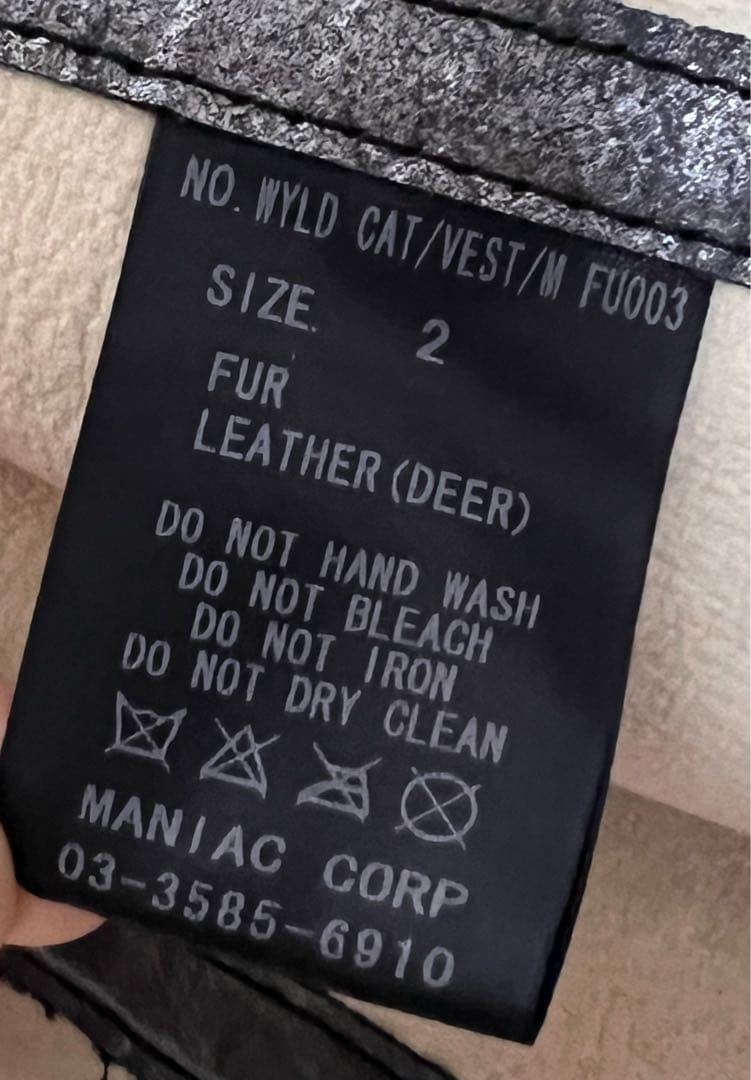 NO. WYLD CAT/VEST/M FU003
SIZE. 2
FUR
LEATHER (DEER)
DO NOT HAND WASH
DO NOT BLEACH
DO NOT IRON
DO NOT DRY CLEAN
MANIAC CORP
03-3585-6910